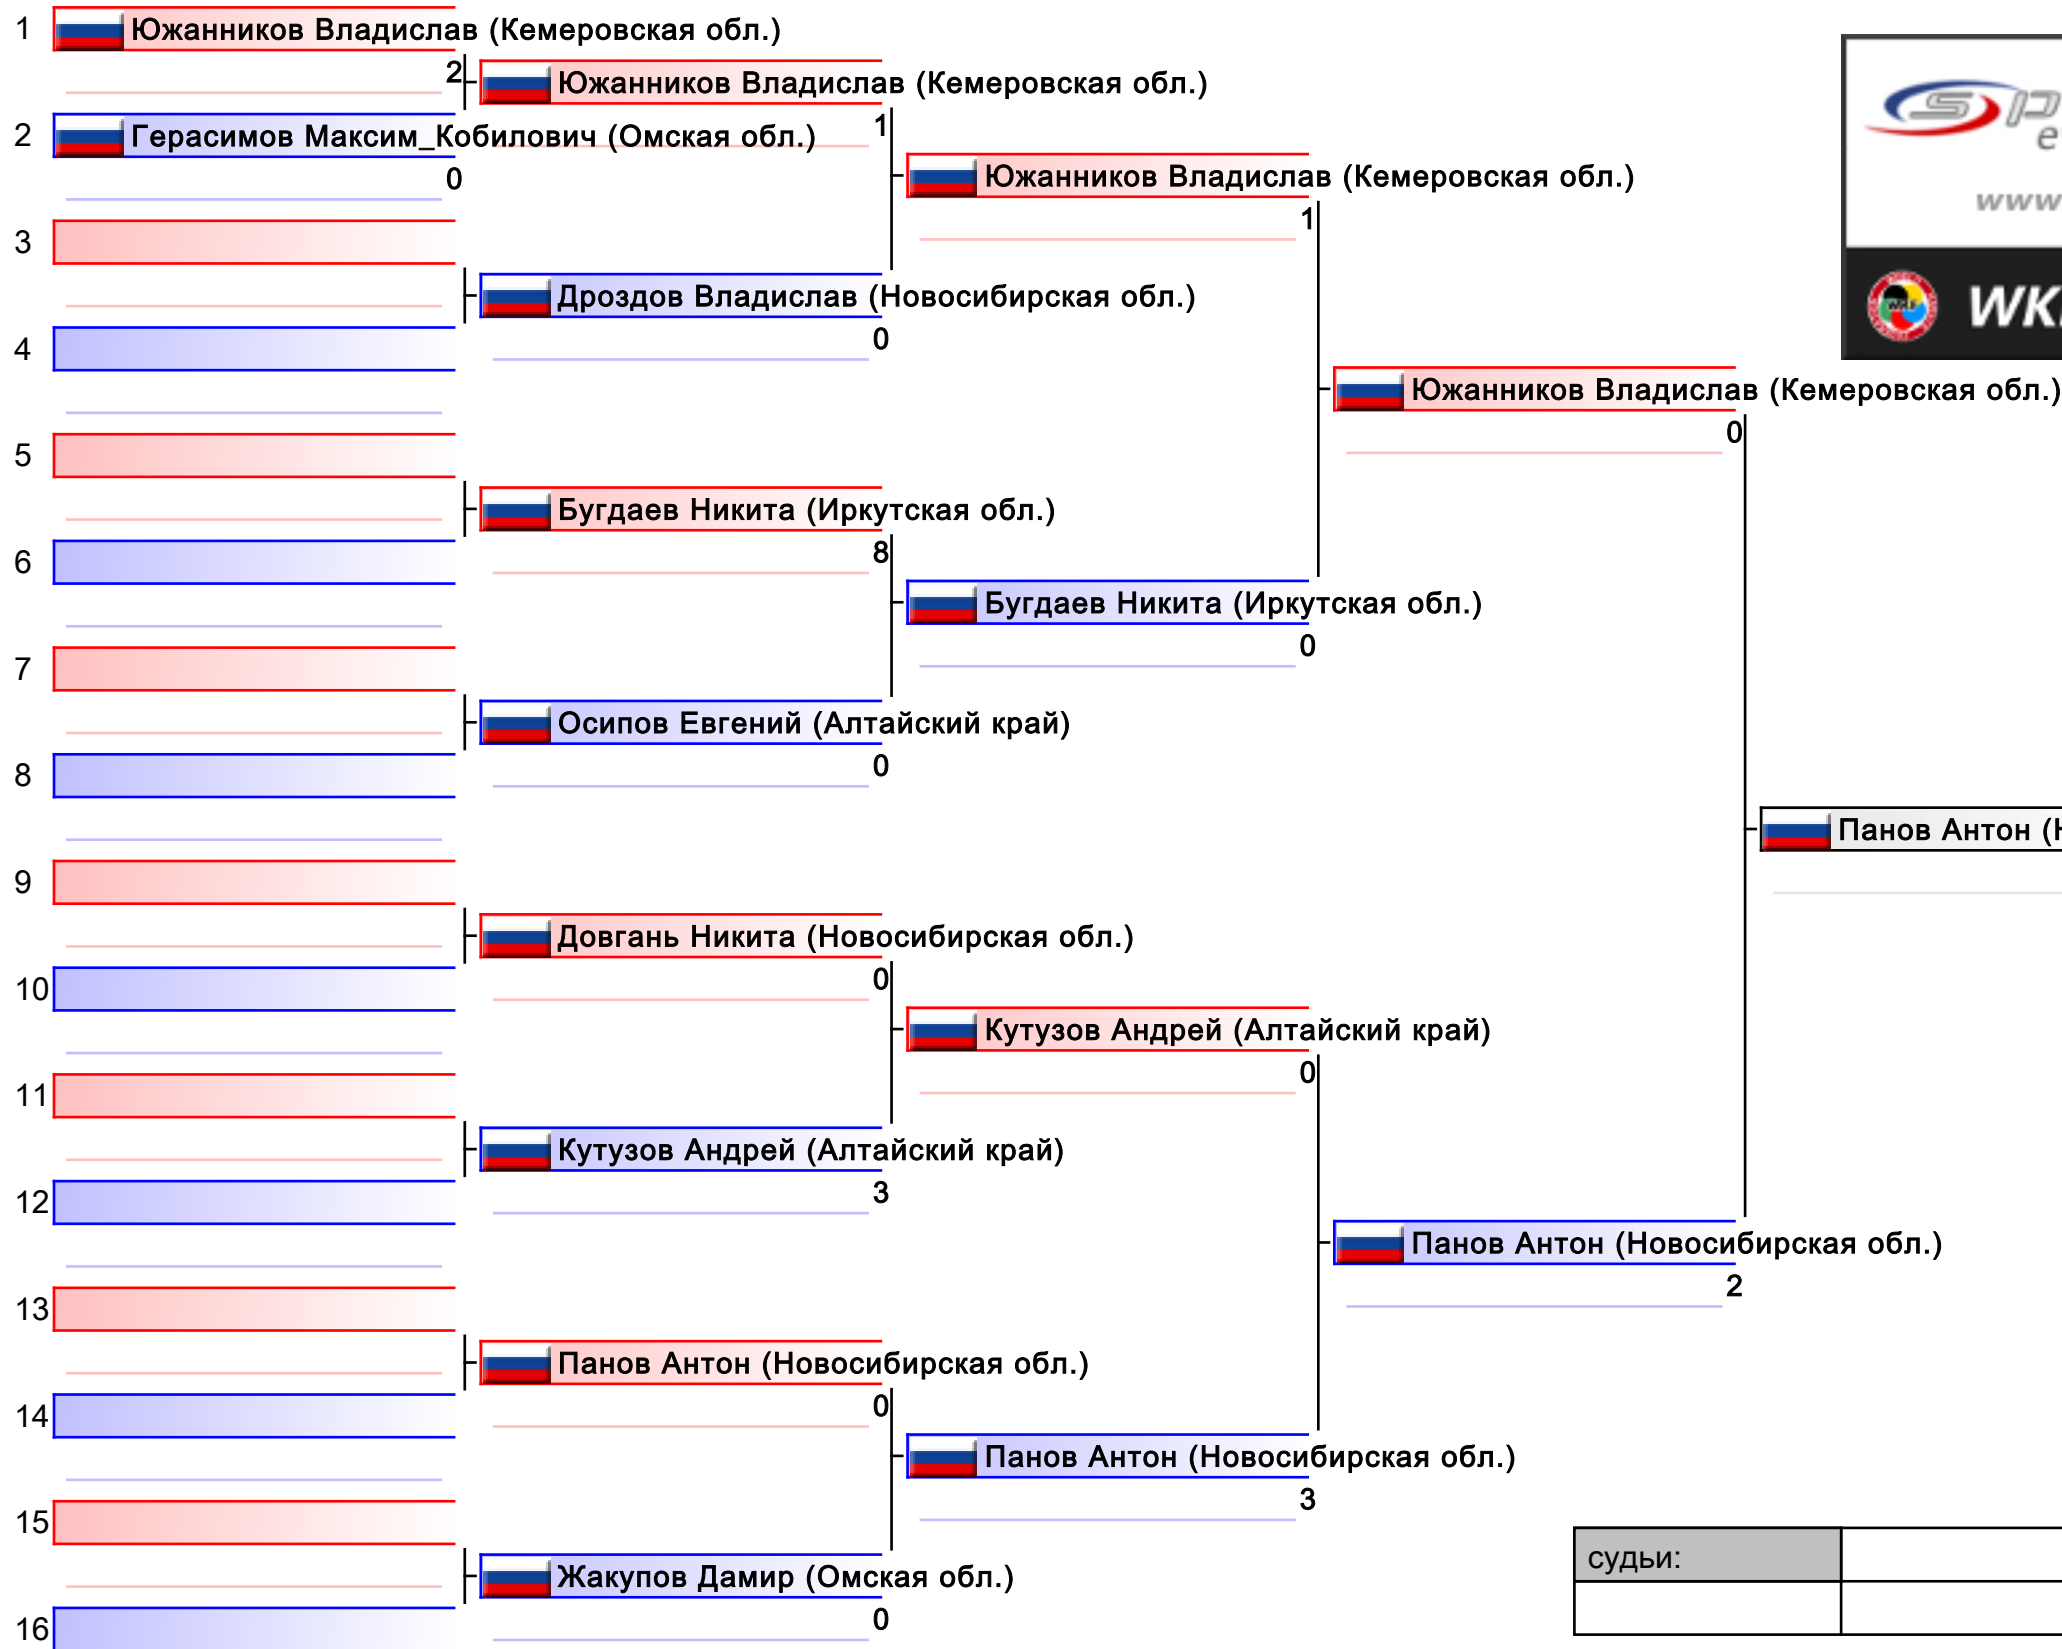 1 Южанников Владислав (Кемеровская обл.)
2 Южанников Владислав (Кемеровская обл.)
2 Герасимов Максим_Кобилович (Омская обл.)
1
0
Южанников Владислав (Кемеровская обл.)
1
3
Дроздов Владислав (Новосибирская обл.)
0
4
Южанников Владислав (Кемеровская обл.)
0
5
Бугдаев Никита (Иркутская обл.)
8
6
Бугдаев Никита (Иркутская обл.)
0
7
Осипов Евгений (Алтайский край)
0
8
Панов Антон
9
Довгань Никита (Новосибирская обл.)
0
10
Кутузов Андрей (Алтайский край)
0
11
Кутузов Андрей (Алтайский край)
3
12
Панов Антон (Новосибирская обл.)
2
13
Панов Антон (Новосибирская обл.)
0
14
Панов Антон (Новосибирская обл.)
3
15
Жакупов Дамир (Омская обл.)
0
16
судьи:
www